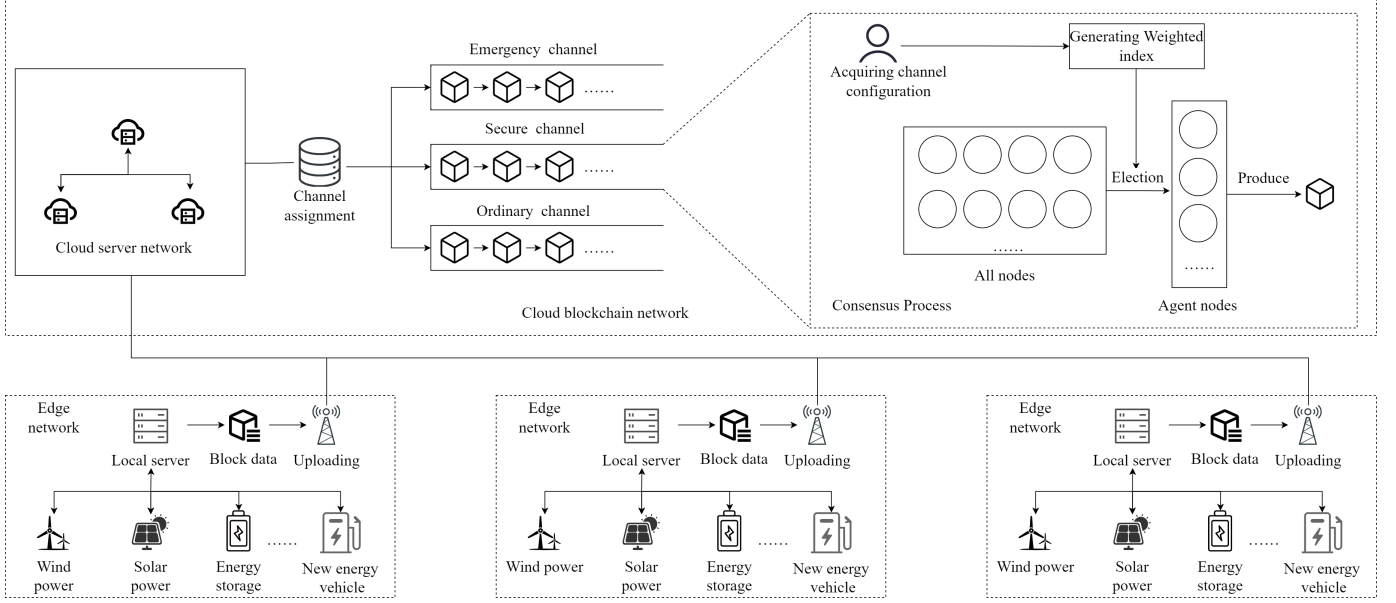 Emergency channel
......
Secure channel
......
Ordinary channel
......
Channel
assignment
Cloud server network
Cloud blockchain network
Acquiring channel
configuration
Generating Weighted
index
Election
Produce
......
All nodes
......
Agent nodes
Consensus Process
Edge
network
Local server
Block data
Uploading
Wind
power
Solar
power
Energy
storage
......
New energy
vehicle
Edge
network
Local server
Block data
Uploading
Wind power
Solar
power
Energy
storage
......
New energy
vehicle
Edge
network
Local server
Block data
Uploading
Wind power
Solar
power
Energy
storage
......
New energy
vehicle